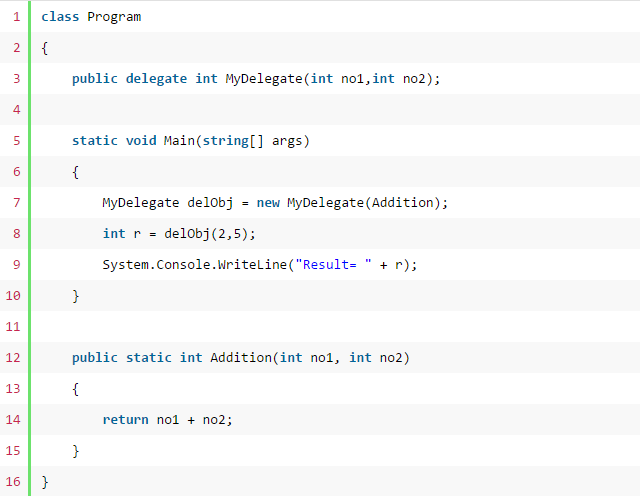 1 class Program
2 {
3     public delegate int MyDelegate(int no1,int no2);
4
5     static void Main(string[] args)
6     {
7         MyDelegate delObj = new MyDelegate(Addition);
8         int r = delObj(2,5);
9         System.Console.WriteLine("Result= " + r);
10     }
11
12     public static int Addition(int no1, int no2)
13     {
14         return no1 + no2;
15     }
16 }